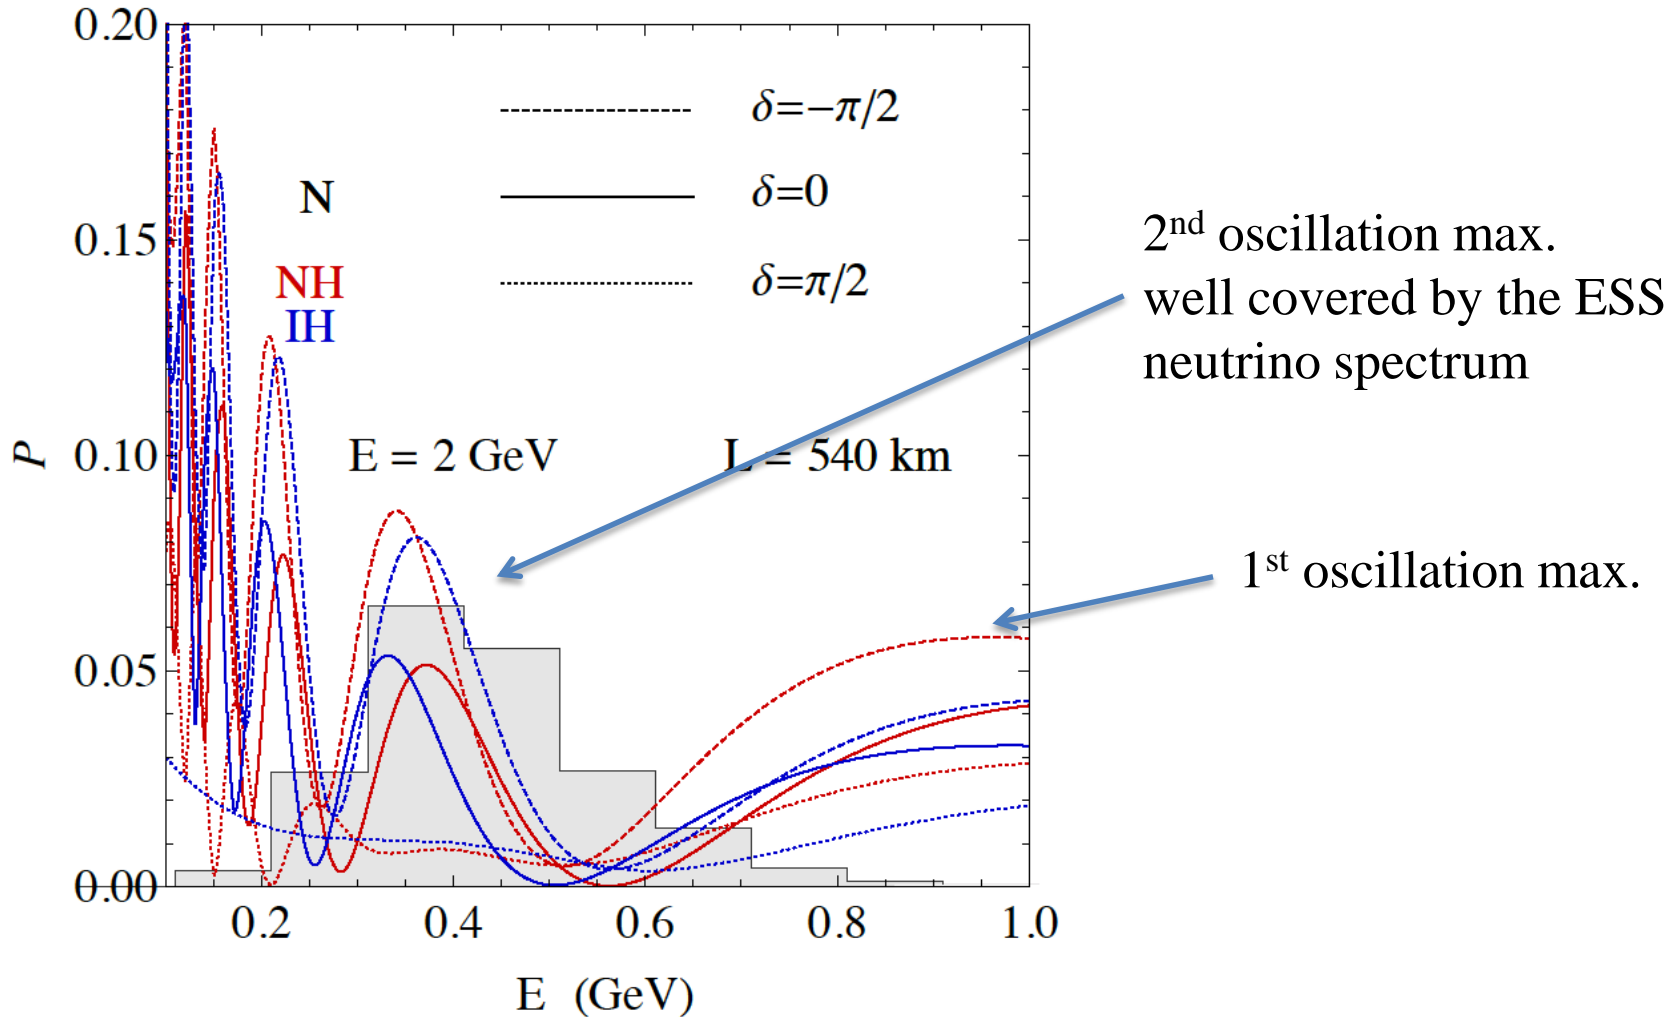 0.20
0.15
0.10
0.05
0.00
P
δ=−π/2
δ=0
δ=π/2
N
NH
IH
E = 2 GeV
L = 540 km
0.2
0.4
0.6
0.8
1.0
E (GeV)
2nd oscillation max.
well covered by the ESS
neutrino spectrum
1st oscillation max.